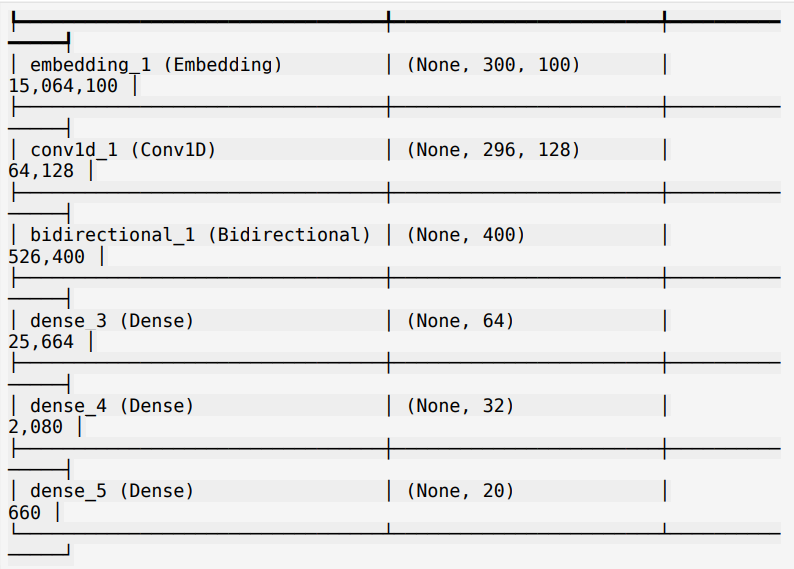 embedding_1 (Embedding) │ (None, 300, 100) │
15,064,100 │
│ conv1d_1 (Conv1D) │ (None, 296, 128) │
64,128 │
│ bidirectional_1 (Bidirectional) │ (None, 400) │
526,400 │
│ dense_3 (Dense) │ (None, 64) │
25,664 │
│ dense_4 (Dense) │ (None, 32) │
2,080 │
│ dense_5 (Dense) │ (None, 20) │
660 │